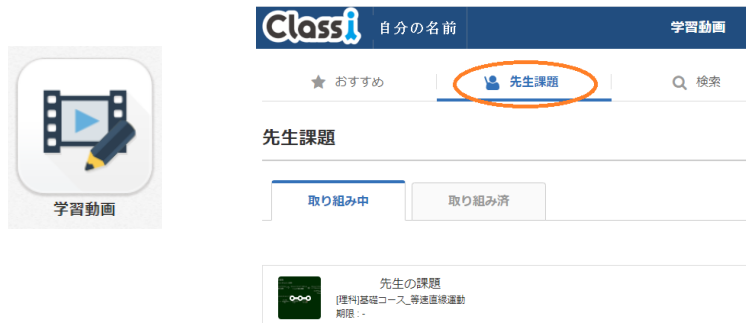 学習動画
Classi 自分の名前 学習動画
おすすめ 先生課題 検索
先生課題
取り組み中 取り組み済
先生の課題
[理科]基礎コース_等速直線運動
期限 : -